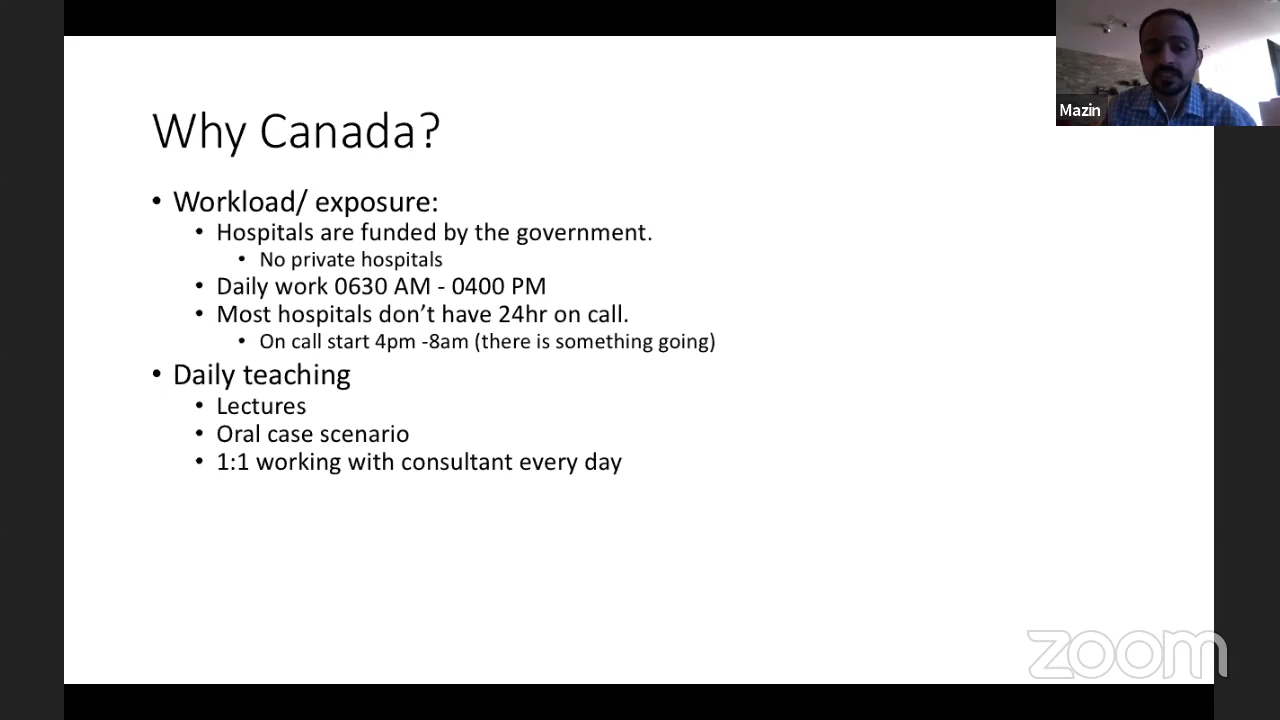 Mazin
Why Canada?
• Workload/ exposure:
• Hospitals are funded by the government.
• No private hospitals
• Daily work 0630 AM - 0400 PM
• Most hospitals don’t have 24hr on call.
• On call start 4pm -8am (there is something going)
• Daily teaching
• Lectures
• Oral case scenario
• 1:1 working with consultant every day
zoom